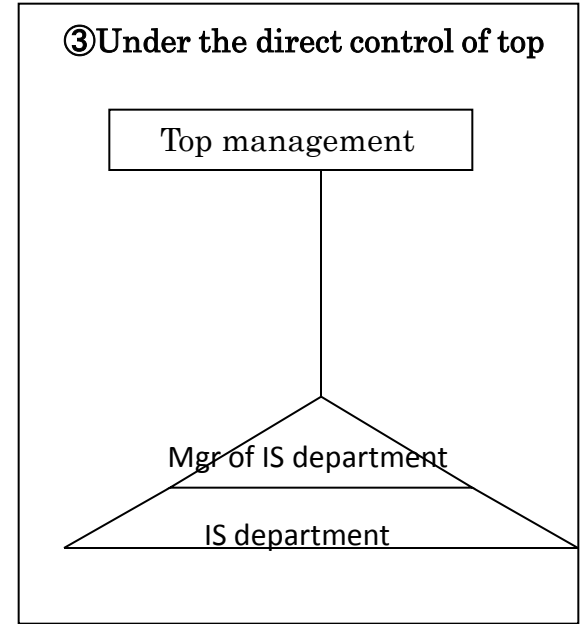 ③Under the direct control of top
Top management
Mgr of IS department
IS department